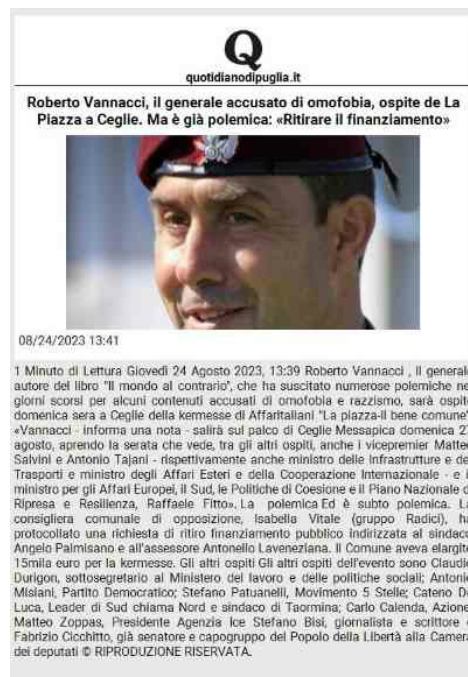 Q
quotidianodipuglia.it
Roberto Vannacci, il generale accusato di omofobia, ospite de La
Piazza a Ceglie. Ma è già polemica: «Ritirare il finanziamento»
08/24/2023 13:41
1 Minuto di Lettura Giovedì 24 Agosto 2023, 13:39 Roberto Vannacci , il generale
autore del libro "Il mondo al contrario", che ha suscitato numerose polemiche nei
giorni scorsi per alcuni contenuti accusati di omofobia e razzismo, sarà ospite
domenica sera a Ceglie della kermesse di Affaritaliani "La piazza-il bene comune".
«Vannacci - informa una nota - salirà sul palco di Ceglie Messapica domenica 27
agosto, aprendo la serata che vede, tra gli altri ospiti, anche i vicepremier Matteo
Salvini e Antonio Tajani - rispettivamente anche ministro delle Infrastrutture e dei
Trasporti e ministro degli Affari Esteri e della Cooperazione Internazionale - e il
ministro per gli Affari Europei, il Sud, le Politiche di Coesione e il Piano Nazionale di
Ripresa e Resilienza, Raffaele Fitto». La polemica Ed è subto polemica. La
consigliera comunale di opposizione, Isabella Vitale (gruppo Radici), ha
protocollato una richiesta di ritiro finanziamento pubblico indirizzata al sindaco
Angelo Palmisano e all'assessore Antonello Laveneziana. Il Comune aveva elargito
15mila euro per la kermesse. Gli altri ospiti Gli altri ospiti dell'evento sono Claudio
Durigon, sottosegretario al Ministero del lavoro e delle politiche sociali; Antonio
Misiani, Partito Democratico; Stefano Patuanelli, Movimento 5 Stelle; Cateno De
Luca, Leader di Sud chiama Nord e sindaco di Taormina; Carlo Calenda, Azione;
Matteo Zoppas, Presidente Agenzia Ice Stefano Bisi, giornalista e scrittore e
Fabrizio Cicchitto, già senatore e capogruppo del Popolo della Libertà alla Camera
dei deputati © RIPRODUZIONE RISERVATA.